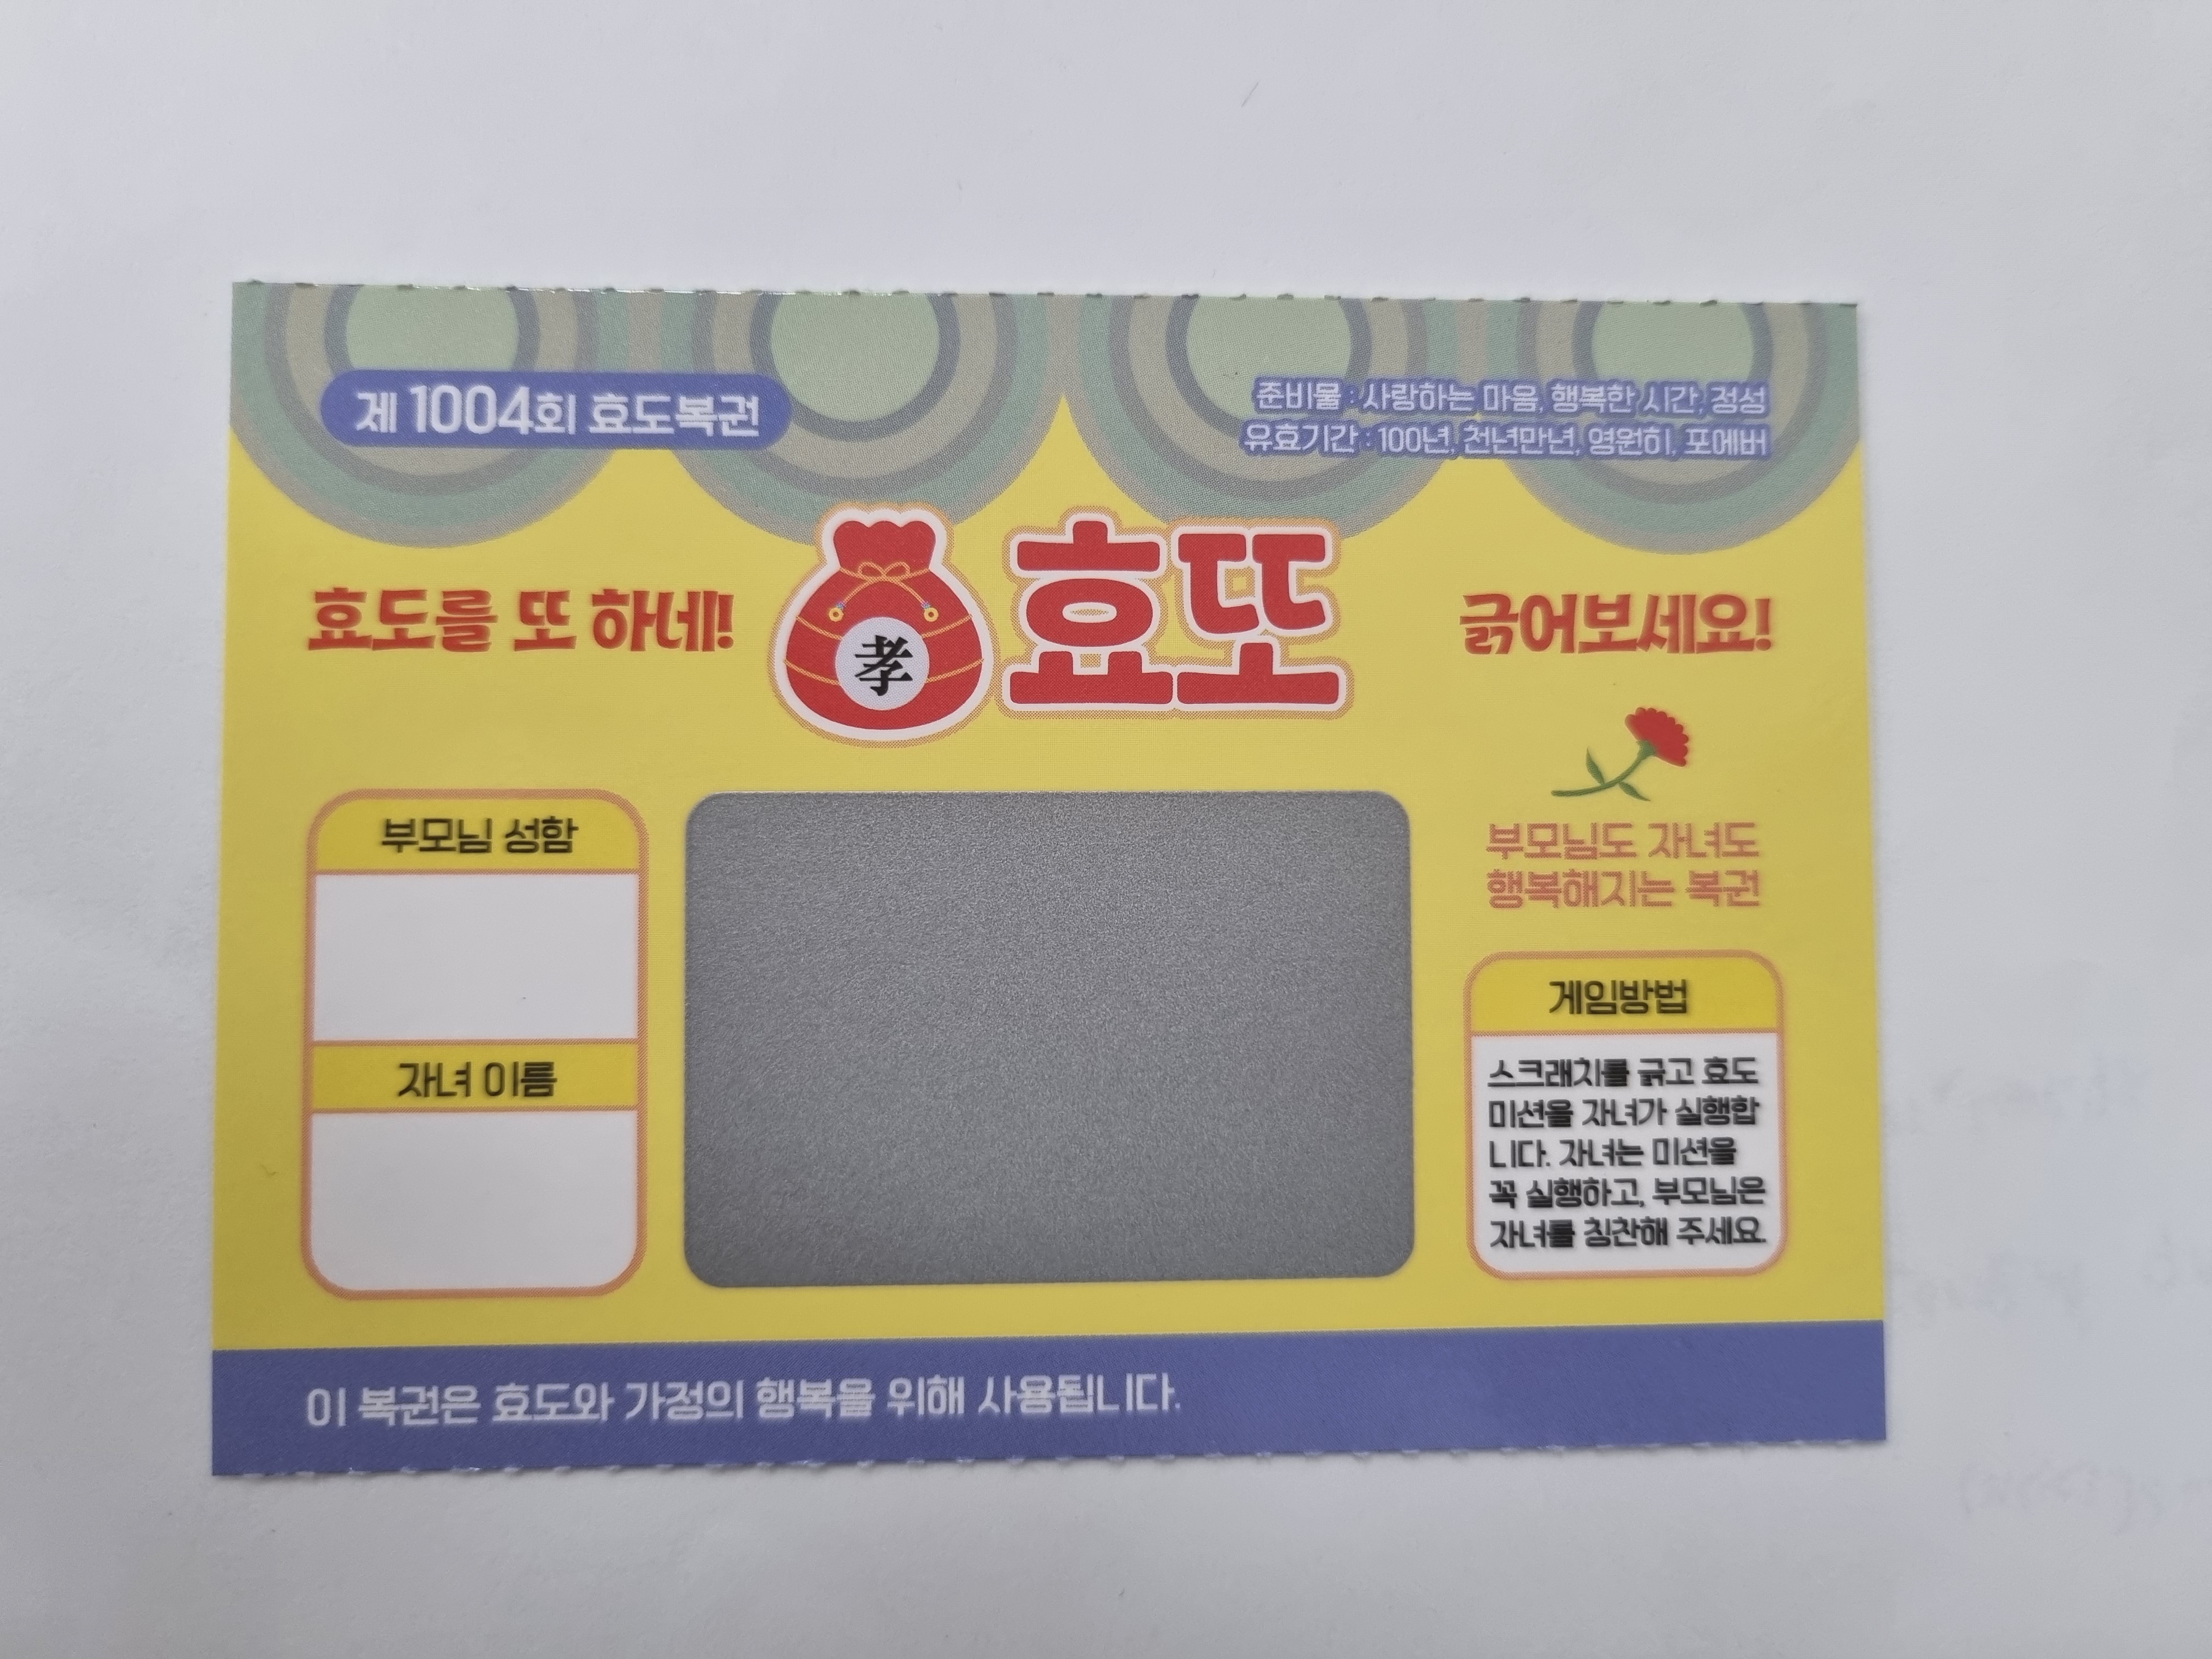 제 1004회 효도복권
준비물 : 사랑하는 마음, 행복한 시간, 정성
유효기간 : 100년, 천년만년, 영원히, 포에버
효도를 또 하네!
孝
효또
긁어보세요!
부모님 성함
자녀 이름
부모님도 자녀도
행복해지는 복권
게임방법
스크래치를 긁고 효도
미션을 자녀가 실행합
니다. 자녀는 미션을
꼭 실행하고, 부모님은
자녀를 칭찬해 주세요
이 복권은 효도와 가정의 행복을 위해 사용됩니다.